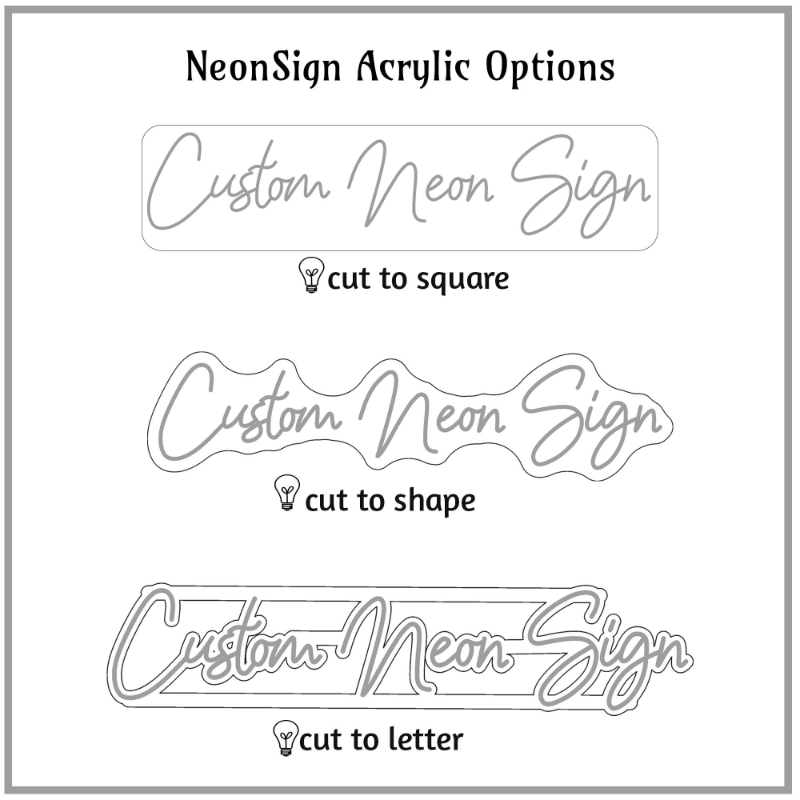 NeonSign Acrylic Options
Custom Neon Sign
cut to square
Custom Neon Sign
cut to shape
Custom Neon Sign
cut to letter